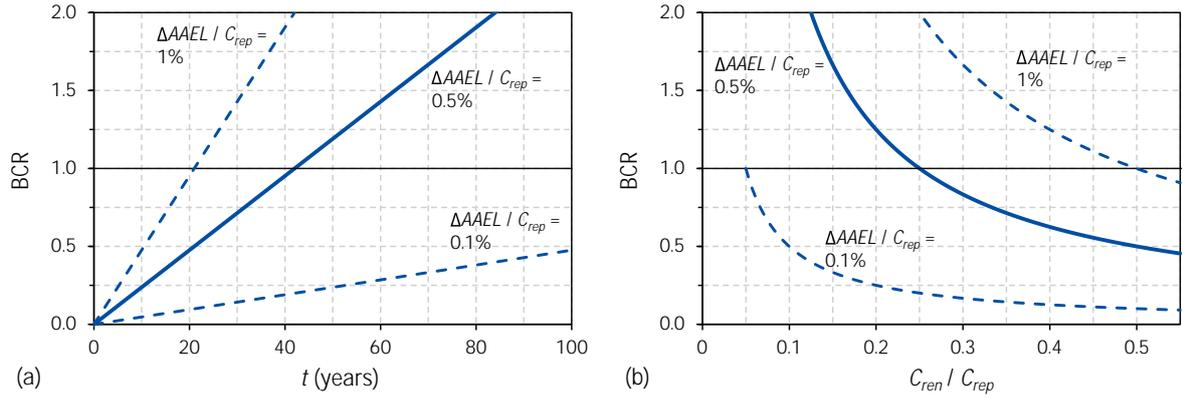 2.0
1.5
1.0
0.5
0.0
BCR
ΔAAEL / Crep =
1%
ΔAAEL / Crep =
0.5%
ΔAAEL / Crep =
0.1%
0 20 40 60 80 100
(a) t (years)
2.0
1.5
1.0
0.5
0.0
BCR
ΔAAEL / Crep =
0.5%
ΔAAEL / Crep =
1%
ΔAAEL / Crep =
0.1%
0 0.1 0.2 0.3 0.4 0.5
(b) Cren / Crep